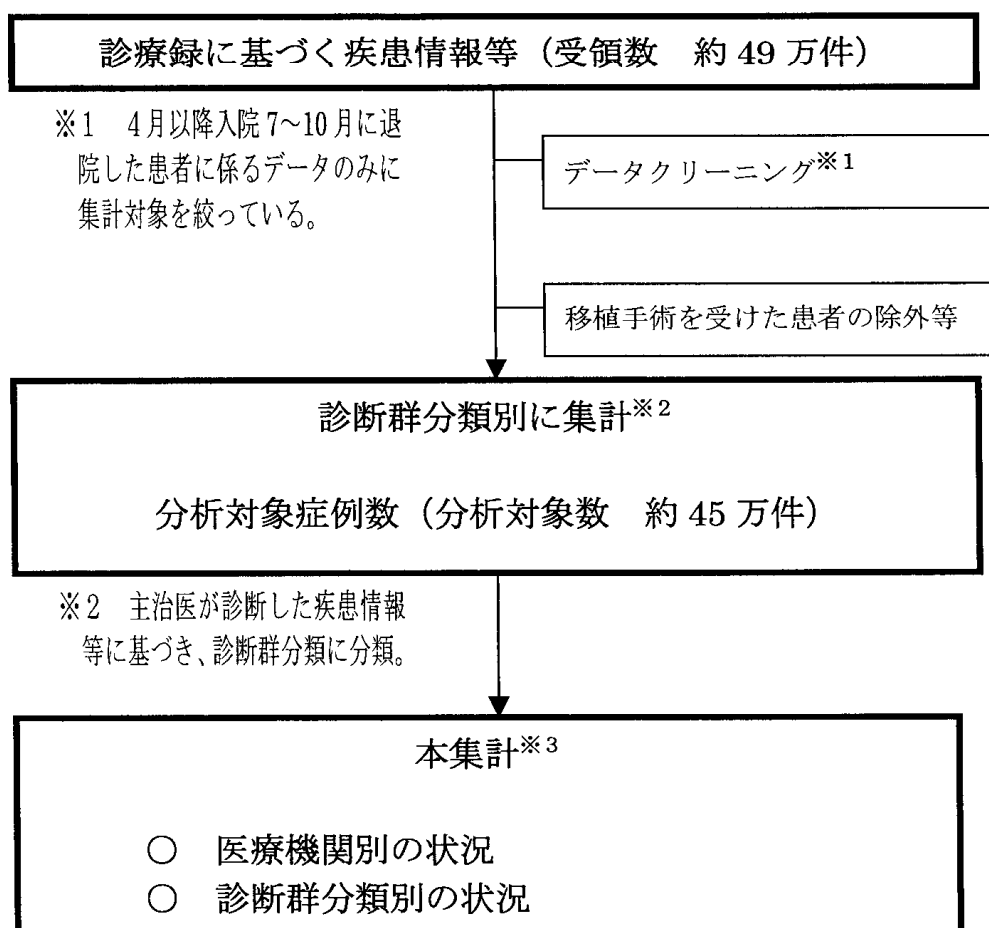 診療録に基づく疾患情報等（受領数　約 49 万件）
※1　4月以降入院 7～10 月に退
院した患者に係るデータのみに
集計対象を絞っている。
データクリーニング※1
移植手術を受けた患者の除外等
診断群分類別に集計※2
分析対象症例数（分析対象数　約 45 万件）
※2　主治医が診断した疾患情報
等に基づき、診断群分類に分類。
本集計※3
○　医療機関別の状況
○　診断群分類別の状況